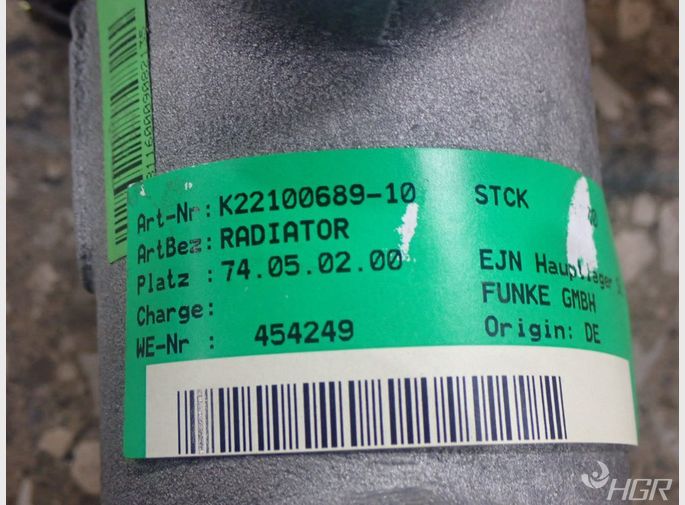 Art-Nr: K22100689-10 STCK
ArtBez: RADIATOR
Platz : 74.05.02.00 EJN Hauptlager
Charge: FUNKE GMBH
WE-Nr : 454249 Origin: DE
HGR